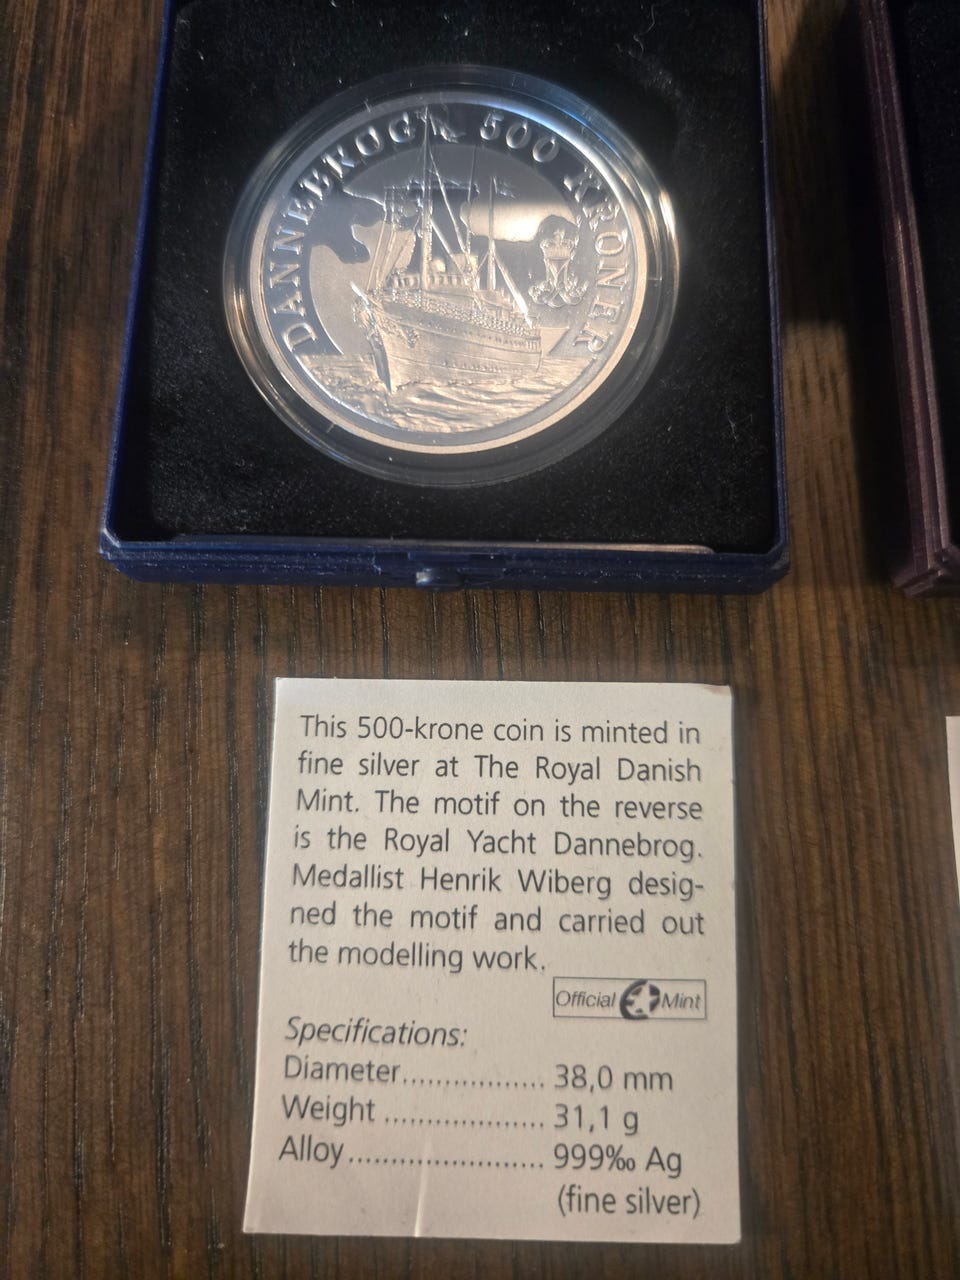 DANNEBROG 500 KRONER
This 500-krone coin is minted in
fine silver at The Royal Danish
Mint. The motif on the reverse
is the Royal Yacht Dannebrog.
Medallist Henrik Wiberg desig-
ned the motif and carried out
the modelling work.
Official Mint
Specifications:
Diameter.................. 38,0 mm
Weight .................... 31,1 g
Alloy......................... 999‰ Ag
(fine silver)